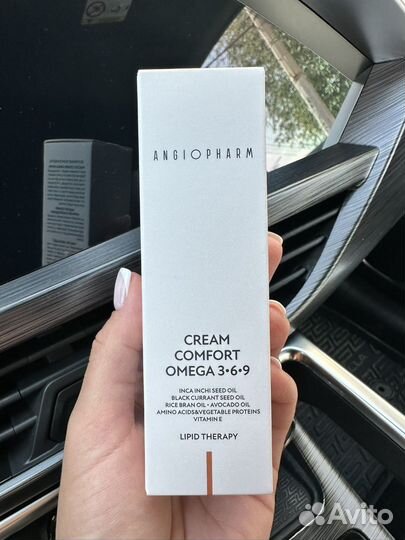 ANGIOPHARM
CREAM
COMFORT
OMEGA 3•6•9
INCA INCHI SEED OIL
BLACK CURRANT SEED OIL
RICE BRAN OIL • AVOCADO OIL
AMINO ACIDS&VEGETABLE PROTEINS
VITAMIN E
LIPID THERAPY
Avito